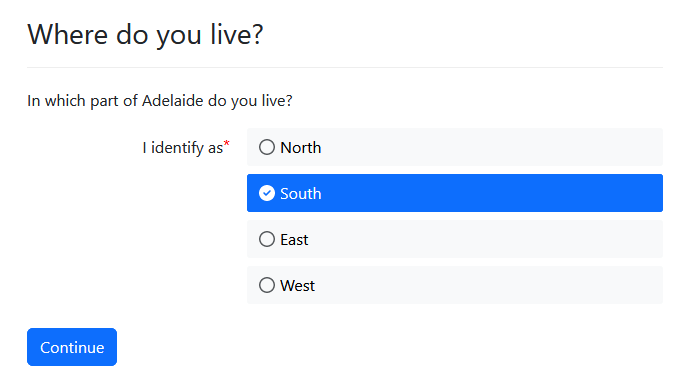 Where do you live?
In which part of Adelaide do you live?
I identify as*
North
South
East
West
Continue